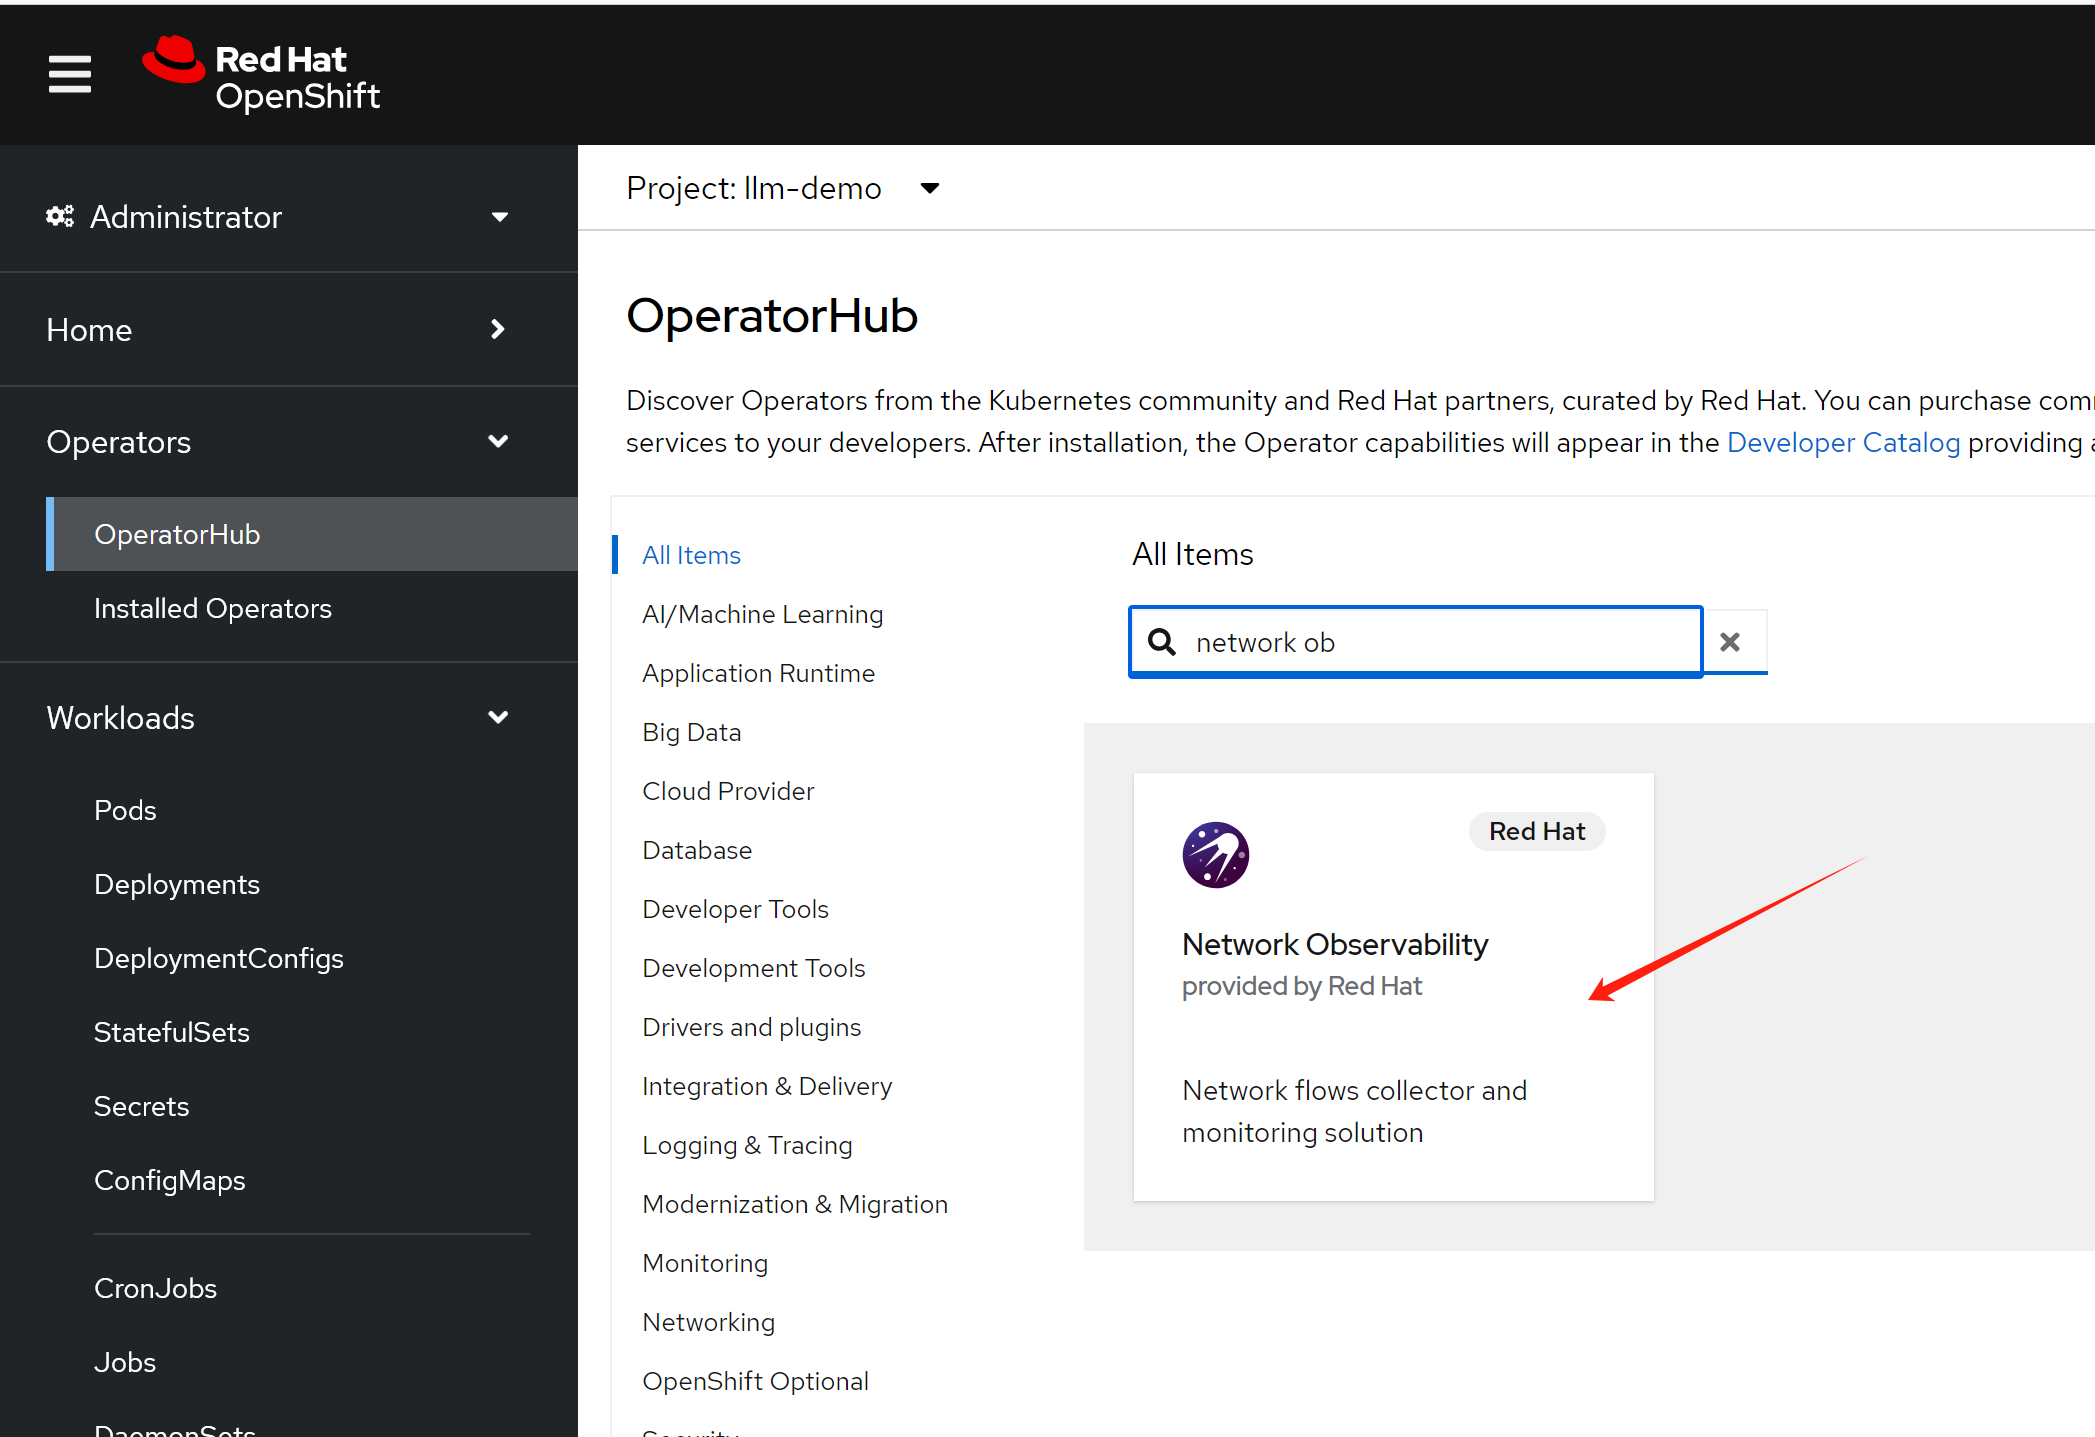 Red Hat
OpenShift
Administrator
Home
Operators
OperatorHub
Installed Operators
Workloads
Pods
Deployments
DeploymentConfigs
StatefulSets
Secrets
ConfigMaps
CronJobs
Jobs
DaemonSets
Project: llm-demo
OperatorHub
Discover Operators from the Kubernetes community and Red Hat partners, curated by Red Hat. You can purchase
services to your developers. After installation, the Operator capabilities will appear in the Developer Catalog providing
All Items
AI/Machine Learning
Application Runtime
Big Data
Cloud Provider
Database
Developer Tools
Development Tools
Drivers and plugins
Integration & Delivery
Logging & Tracing
Modernization & Migration
Monitoring
Networking
OpenShift Optional
Security
All Items
network ob
Red Hat
Network Observability
provided by Red Hat
Network flows collector and
monitoring solution